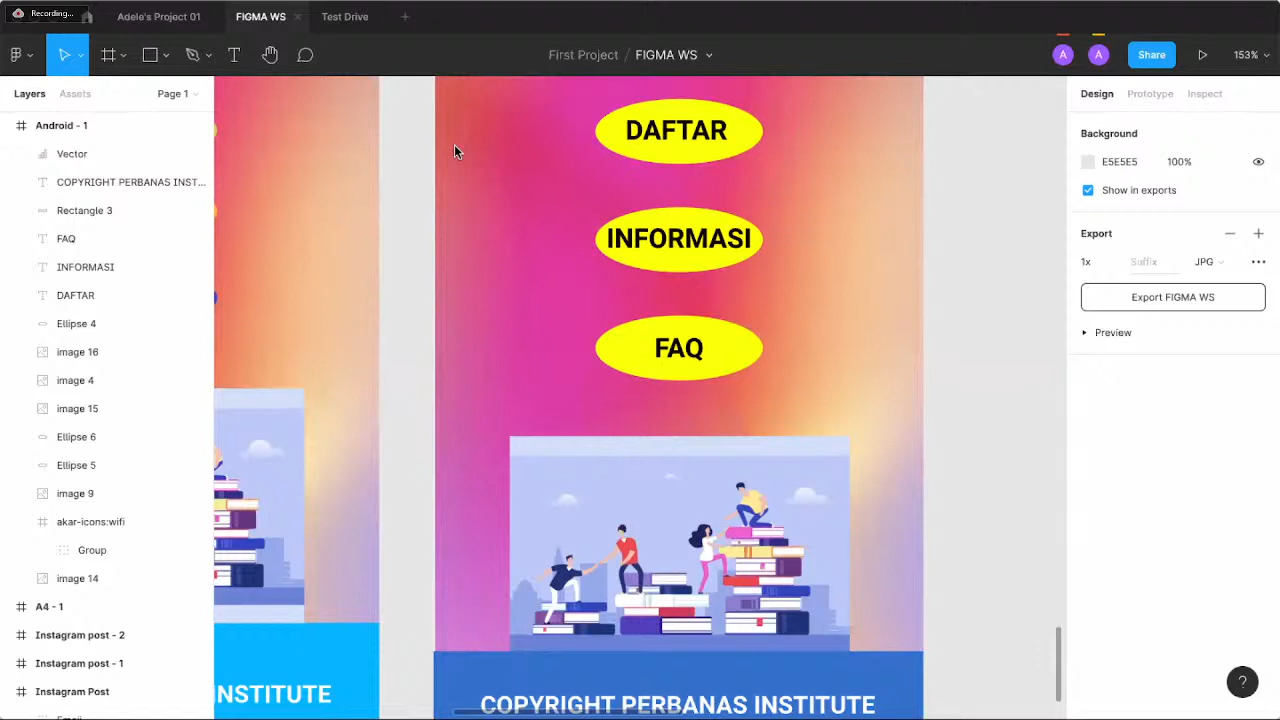 Recording...
Adele's Project 01
FIGMA WS
Test Drive
First Project / FIGMA WS
A
A
Share
153%
Layers
Assets
Page 1
Android - 1
Vector
COPYRIGHT PERBANAS INST...
Rectangle 3
FAQ
INFORMASI
DAFTAR
Ellipse 4
image 16
image 4
image 15
Ellipse 6
Ellipse 5
image 9
akar-icons:wifi
Group
image 14
A4 - 1
Instagram post - 2
Instagram post - 1
Instagram Post
INSTITUTE
DAFTAR
INFORMASI
FAQ
COPYRIGHT PERBANAS INSTITUTE
Design
Prototype
Inspect
Background
E5E5E5
100%
Show in exports
Export
1x
Suffix
JPG
Export FIGMA WS
Preview
?